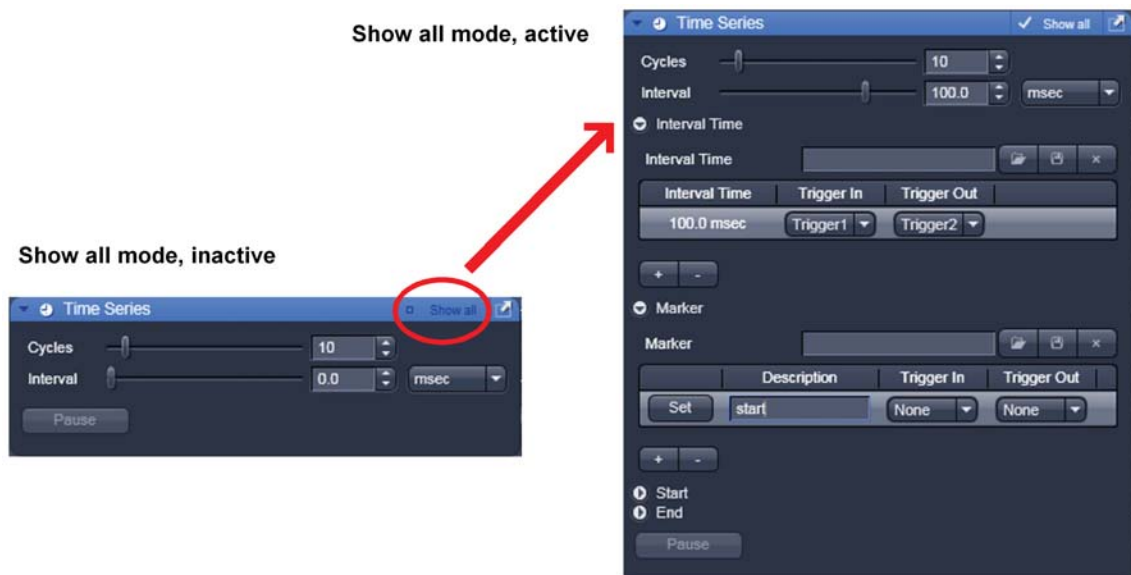 Show all mode, active
Time Series Show all
Cycles 10
Interval 100.0 msec
Interval Time
Interval Time
Interval Time Trigger In Trigger Out
100.0 msec Trigger1 Trigger2
+ -
Marker
Marker
Description Trigger In Trigger Out
Set start None None
+ -
Start
End
Pause
Show all mode, inactive
Time Series Show all
Cycles 10
Interval 0.0 msec
Pause